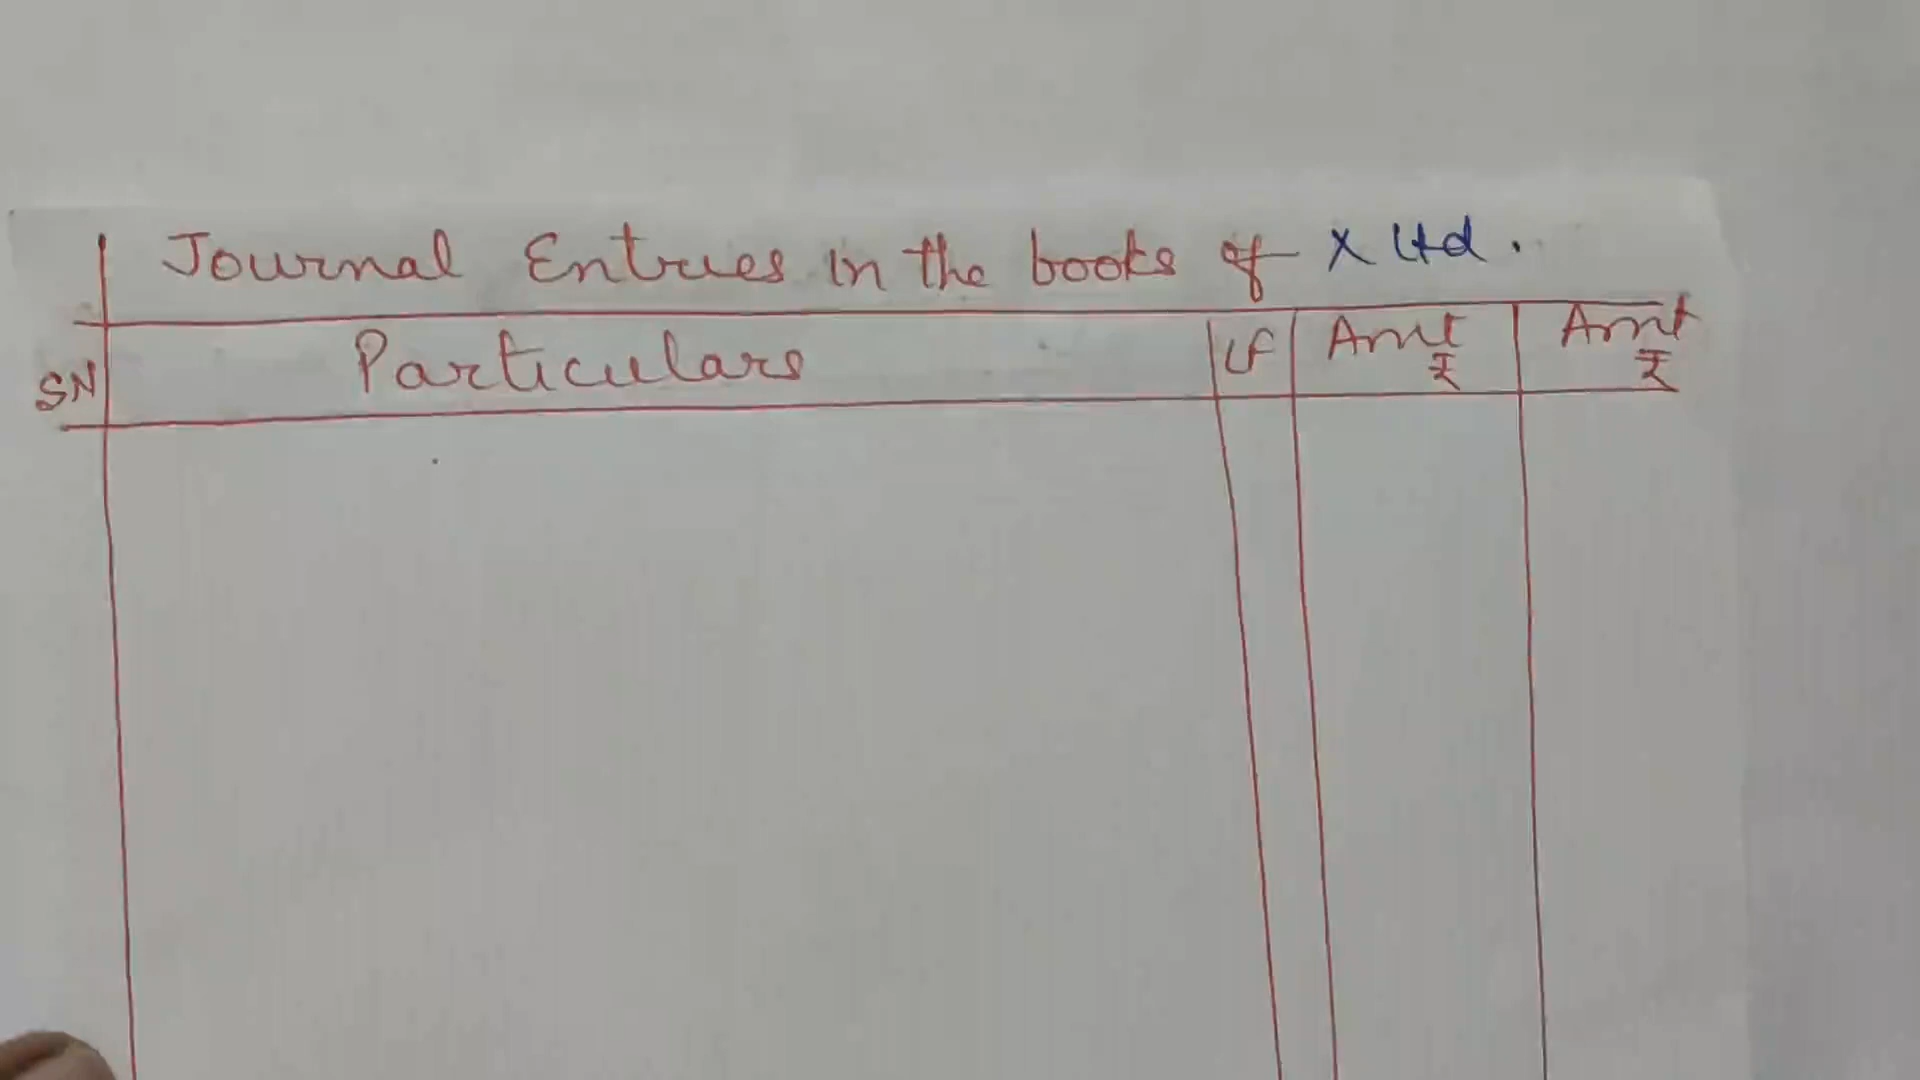 Journal Entries in the books of X Ltd.
SN Particulars LF Amt ₹ Amt ₹